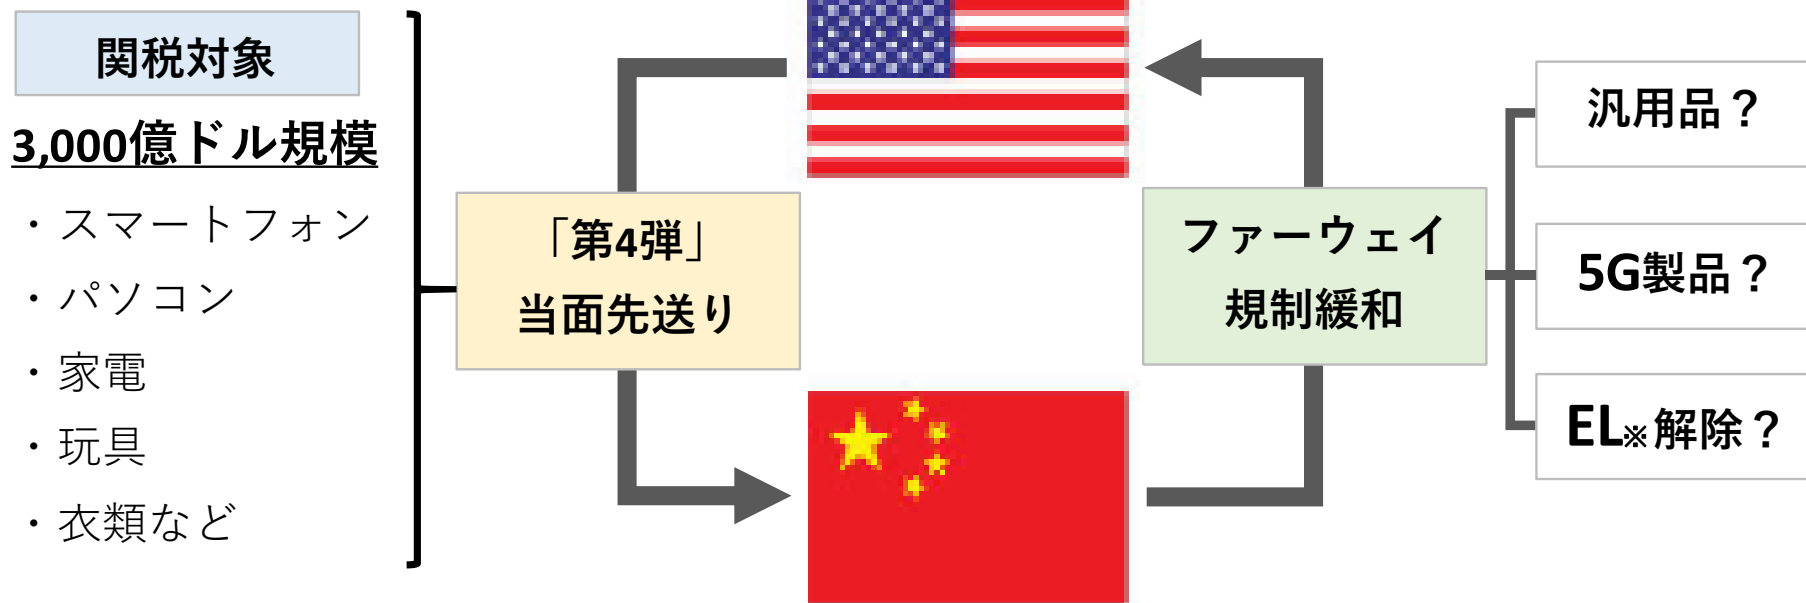 関税対象
3,000億ドル規模
・スマートフォン
・パソコン
・家電
・玩具
・衣類など
「第4弾」
当面先送り
ファーウェイ
規制緩和
汎用品？
5G製品？
EL※解除？